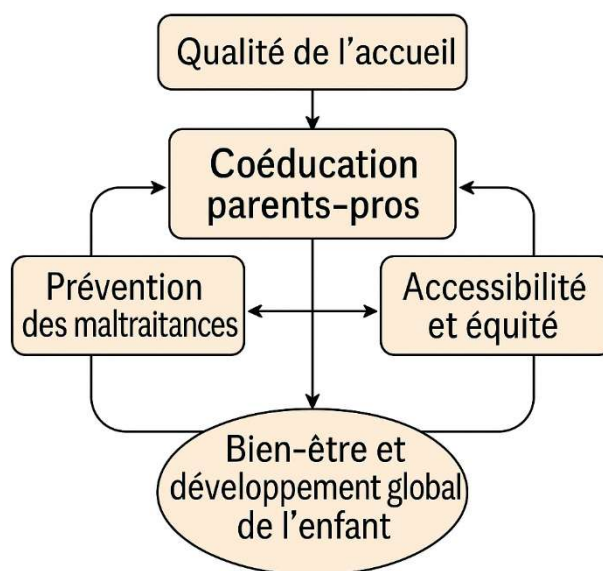 Qualité de l’accueil
Coéducation
parents-pros
Prévention
des maltraitances
Accessibilité
et équité
Bien-être et
développement global
de l’enfant